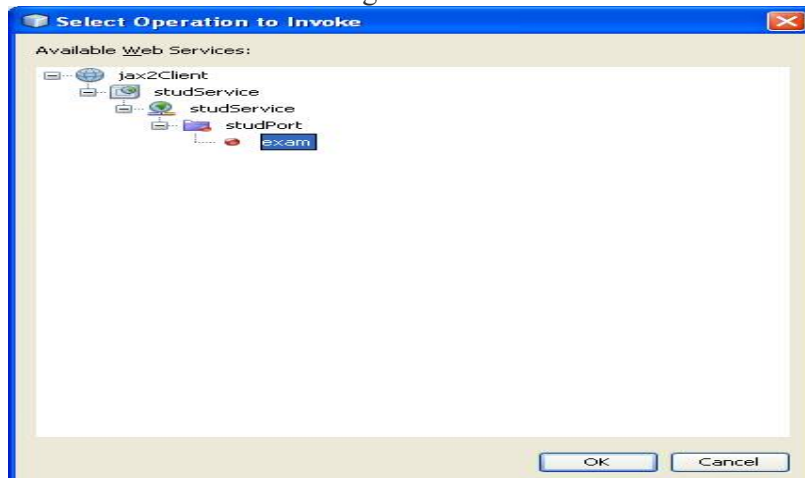 Select Operation to Invoke
Available Web Services:
jax2Client
studService
studService
studPort
exam
OK Cancel